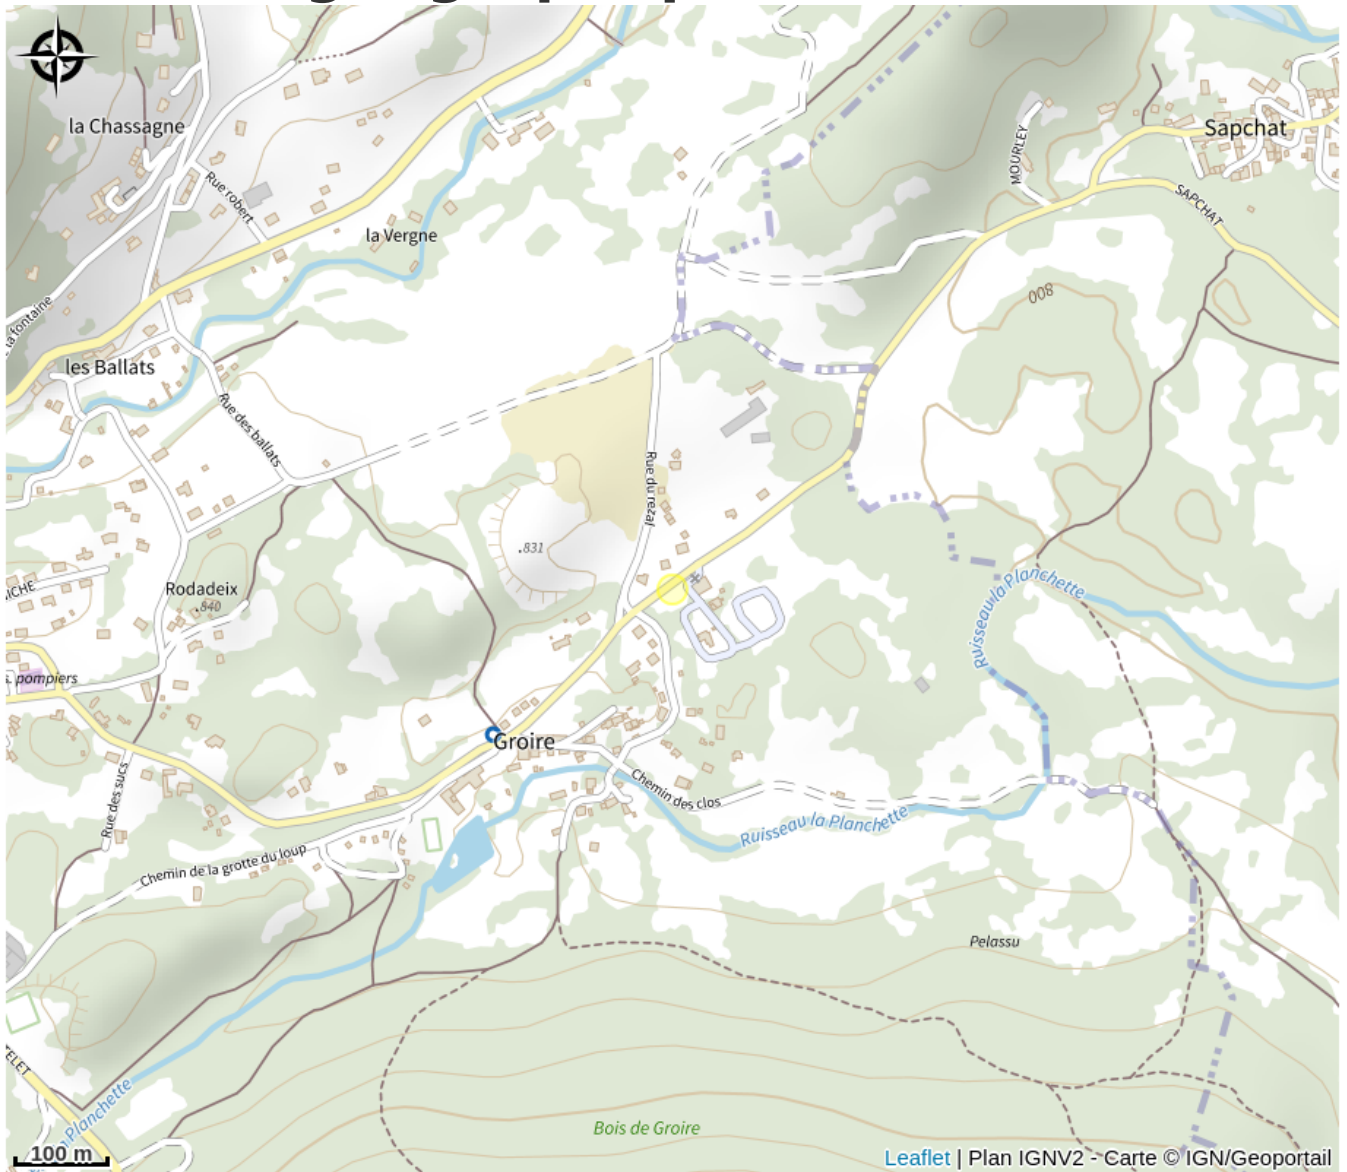 la Chassagne
Sapchat
MOURLEY
Rue robert
SAPCHAT
la Vergne
800
la fontaine
les Ballats
Rue des ballats
Rue du rezal
.831
Rodadeix
.840
Ruisseau la Planchette
pompiers
Groire
Rue des sucs
Chemin des clos
Ruisseau la Planchette
Chemin de la grotte du loup
Pelassu
Planchette
Bois de Groire
100 m
Leaflet | Plan IGNV2 - Carte © IGN/Geoportail